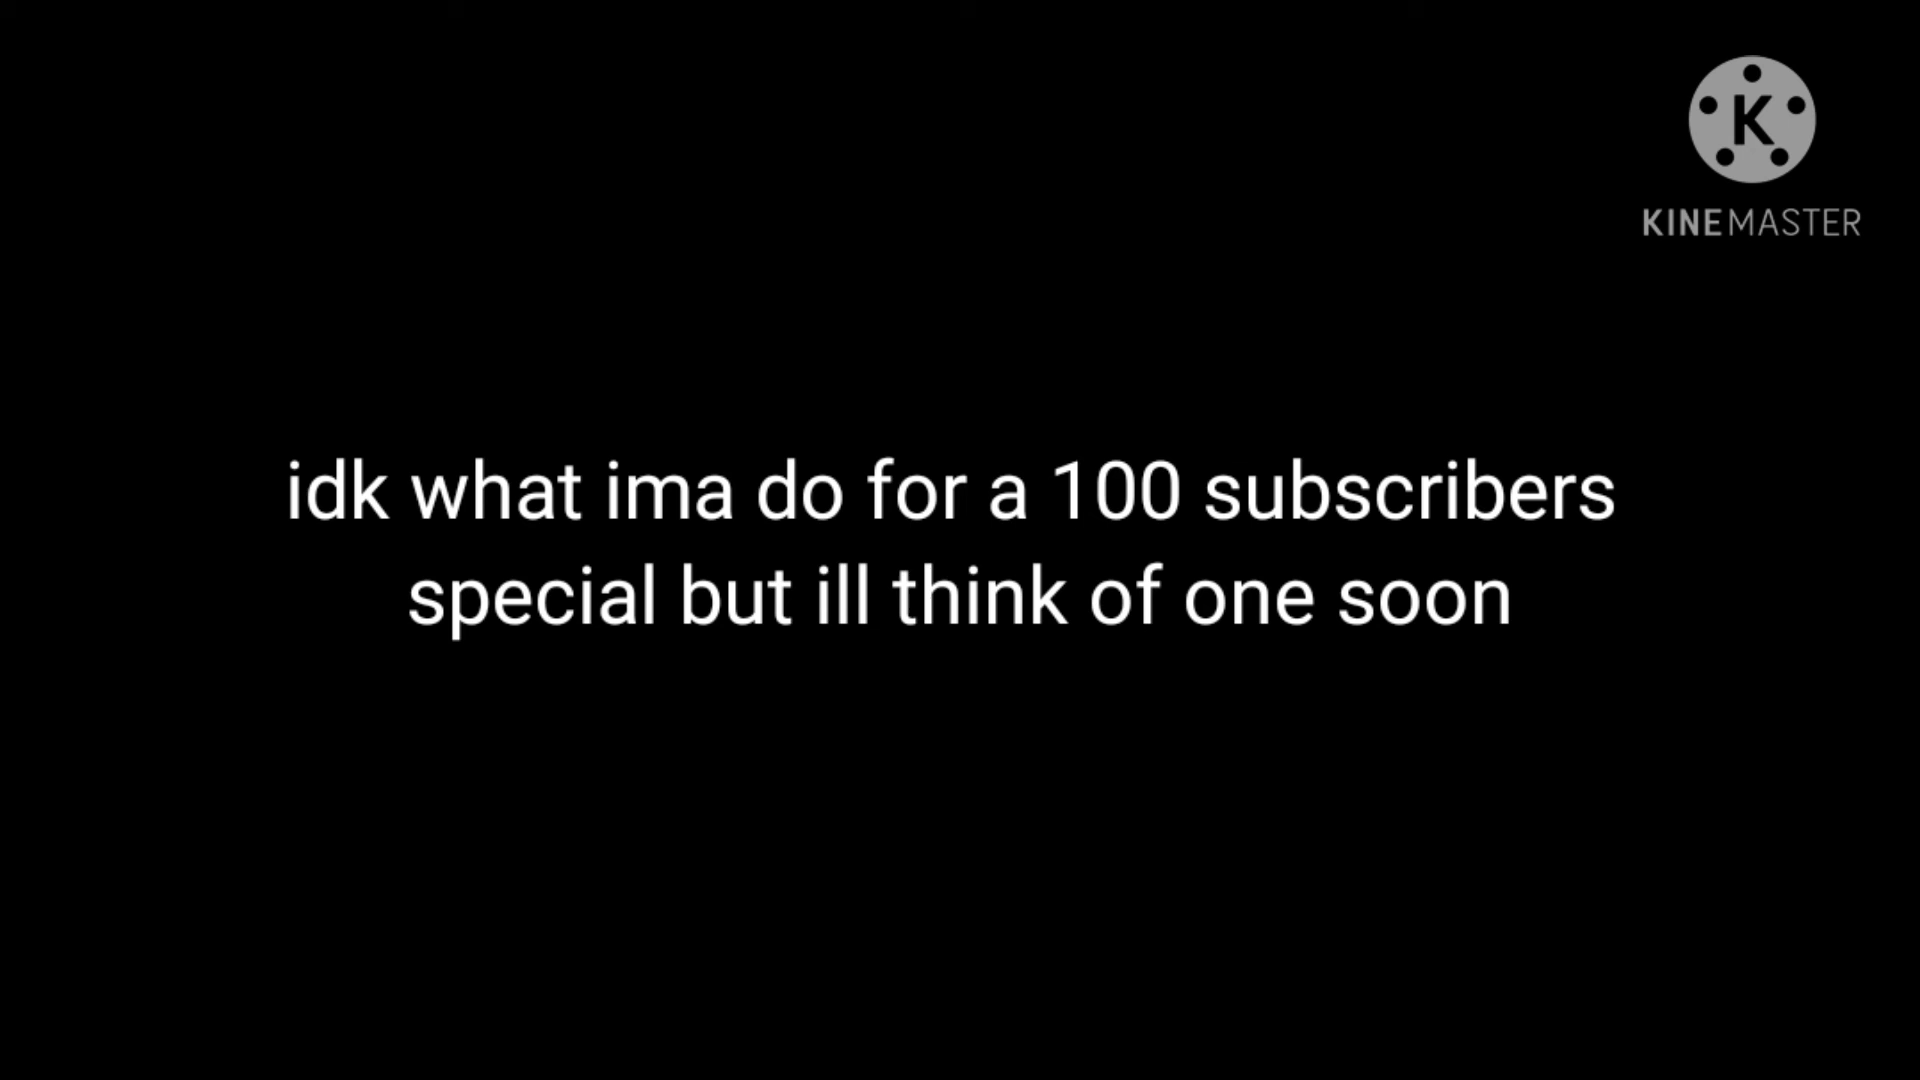 K
KINEMASTER
idk what ima do for a 100 subscribers
special but ill think of one soon